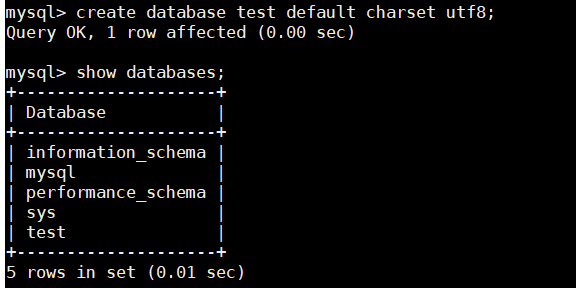 mysql> create database test default charset utf8;
Query OK, 1 row affected (0.00 sec)
mysql> show databases;
+--------------------+
| Database           |
+--------------------+
| information_schema |
| mysql              |
| performance_schema |
| sys                |
| test               |
+--------------------+
5 rows in set (0.01 sec)